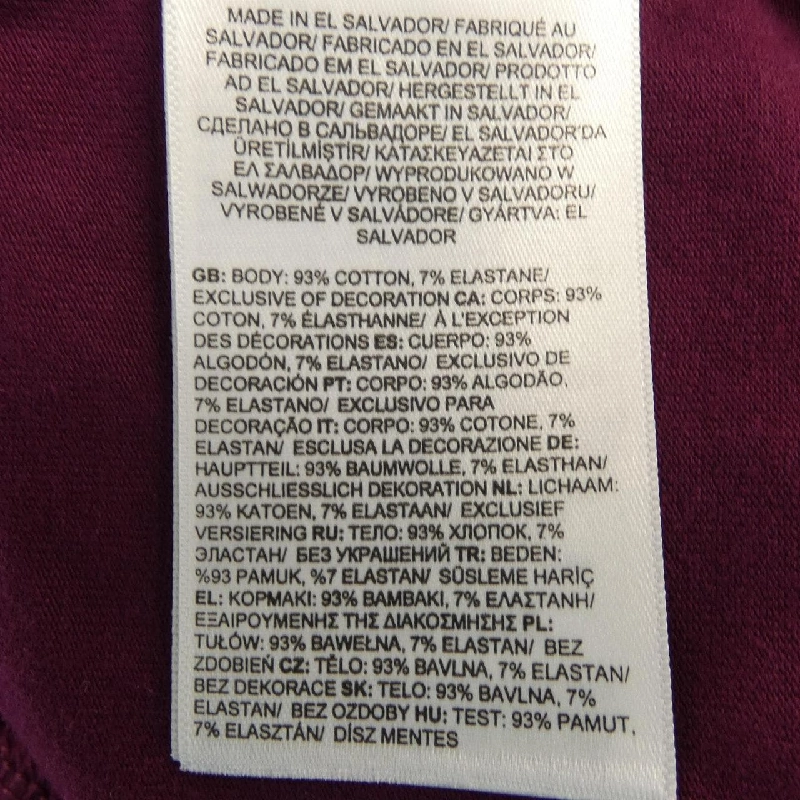 MADE IN EL SALVADOR/ FABRIQUÉ AU
SALVADOR/ FABRICADO EN EL SALVADOR/
FABRICADO EM EL SALVADOR/ PRODOTTO
AD EL SALVADOR/ HERGESTELLT IN EL
SALVADOR/ GEMAAKT IN SALVADOR/
СДЕЛАНО В САЛЬВАДОРЕ/ EL SALVADOR'DA
ÜRETİLMİŞTİR/ ΚΑΤΑΣΚΕΥΑΖΕΤΑΙ ΣΤΟ
ΕΛ ΣΑΛΒΑΔΟΡ/ WYPRODUKOWANO W
SALWADORZE/ VYROBENO V SALVADORU/
VYROBENÉ V SALVÁDORE/ GYÁRTVA: EL
SALVADOR
GB: BODY: 93% COTTON, 7% ELASTANE/
EXCLUSIVE OF DECORATION CA: CORPS: 93%
COTON, 7% ÉLASTHANNE/ À L'EXCEPTION
DES DÉCORATIONS ES: CUERPO: 93%
ALGODÓN, 7% ELASTANO/ EXCLUSIVO DE
DECORACIÓN PT: CORPO: 93% ALGODÃO,
7% ELASTANO/ EXCLUSIVO PARA
DECORAÇÃO IT: CORPO: 93% COTONE, 7%
ELASTAN/ ESCLUSA LA DECORAZIONE DE:
HAUPTTEIL: 93% BAUMWOLLE, 7% ELASTHAN/
AUSSCHLIESSLICH DEKORATION NL: LICHAAM:
93% KATOEN, 7% ELASTAAN/ EXCLUSIEF
VERSIERING RU: ТЕЛО: 93% ХЛОПОК, 7%
ЭЛАСТАН/ БЕЗ УКРАШЕНИЙ TR: BEDEN:
%93 PAMUK, %7 ELASTAN/ SÜSLEME HARİÇ
EL: ΚΟΡΜΑΚΙ: 93% ΒΑΜΒΑΚΙ, 7% ΕΛΑΣΤΑΝΗ/
ΕΞΑΙΡΟΥΜΕΝΗΣ ΤΗΣ ΔΙΑΚΟΣΜΗΣΗΣ PL:
TUŁÓW: 93% BAWEŁNA, 7% ELASTAN/ BEZ
ZDOBIEŃ CZ: TĚLO: 93% BAVLNA, 7% ELASTAN/
BEZ DEKORACE SK: TELO: 93% BAVLNA, 7%
ELASTAN/ BEZ OZDOBY HU: TEST: 93% PAMUT,
7% ELASZTÁN/ DÍSZ MENTES